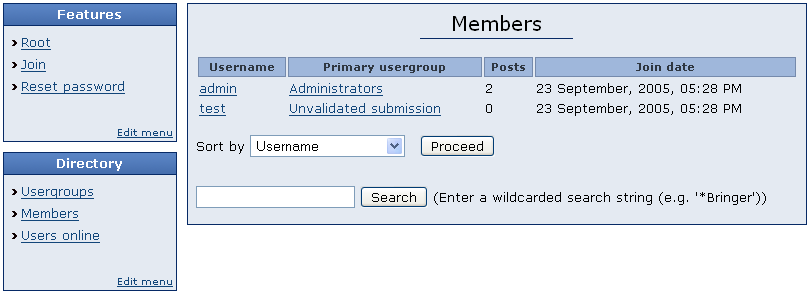 Features
Root
Join
Reset password
Edit menu
Directory
Usergroups
Members
Users online
Edit menu
Members
Username Primary usergroup Posts Join date
admin Administrators 2 23 September, 2005, 05:28 PM
test Unvalidated submission 0 23 September, 2005, 05:28 PM
Sort by Username Proceed
Search (Enter a wildcarded search string (e.g. '*Bringer'))